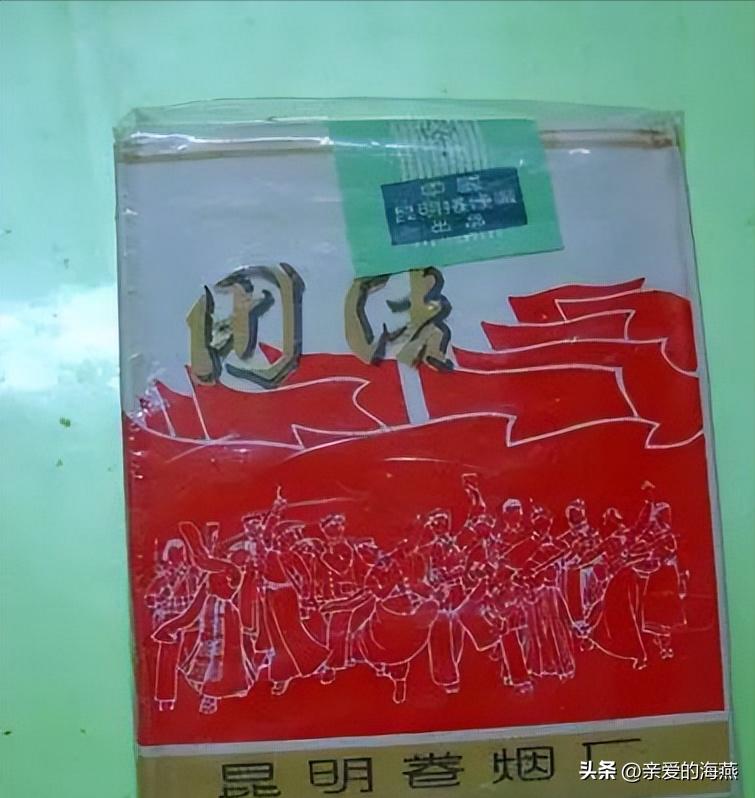 中国
昆明卷烟厂
出品
团结
昆明卷烟厂
头条 @亲爱的海燕